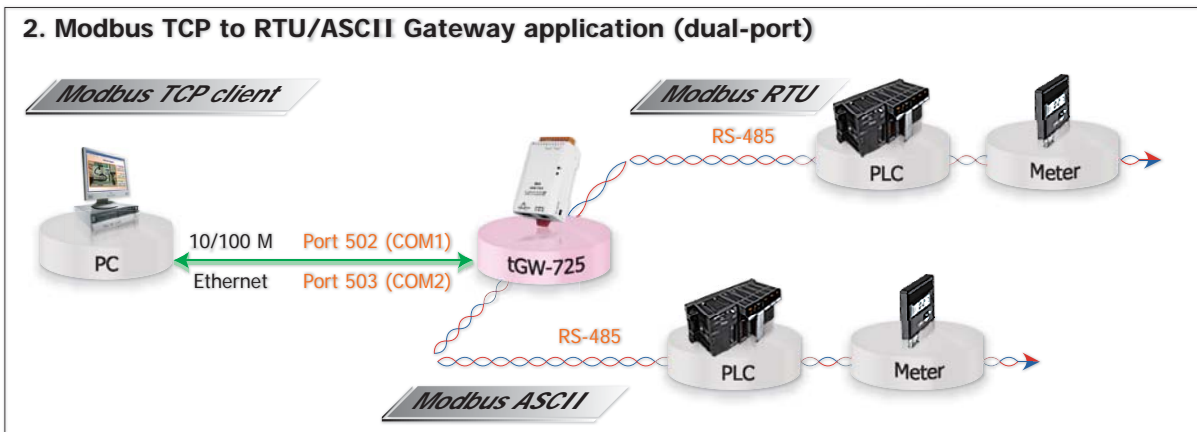 2. Modbus TCP to RTU/ASCII Gateway application (dual-port)
Modbus TCP client
Modbus RTU
RS-485
PLC
Meter
10/100 M
Port 502 (COM1)
PC
tGW-725
Ethernet
Port 503 (COM2)
RS-485
PLC
Meter
Modbus ASCII